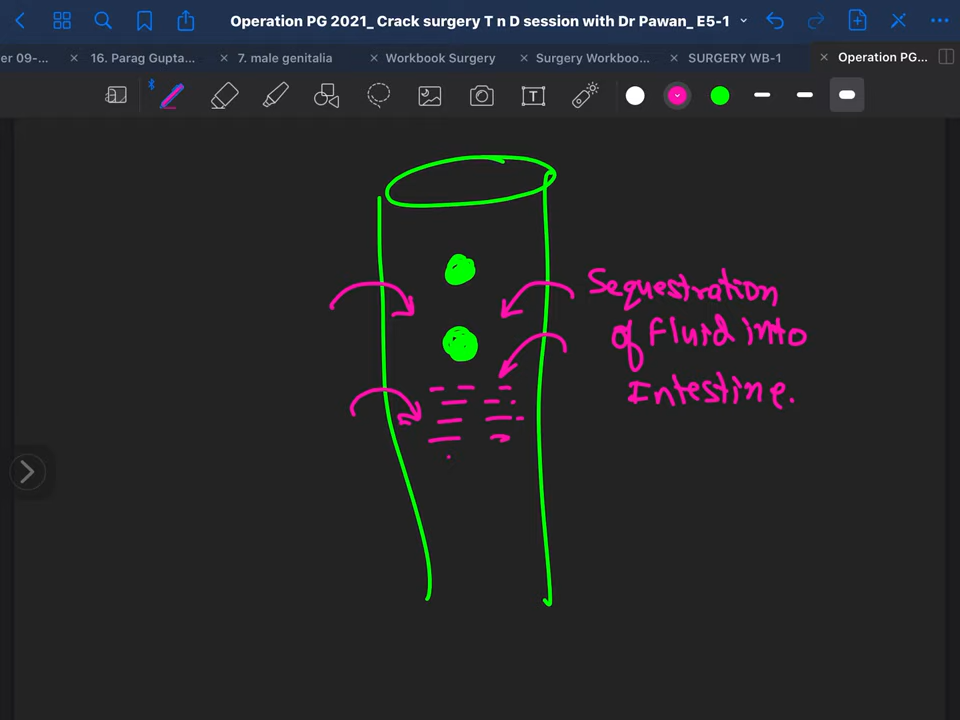 Operation PG 2021_ Crack surgery T n D session with Dr Pawan_ E5-1
er 09-...
16. Parag Gupta...
7. male genitalia
Workbook Surgery
Surgery Workboo...
SURGERY WB-1
Operation PG...
T
Sequestration
of Fluid into
Intestine.